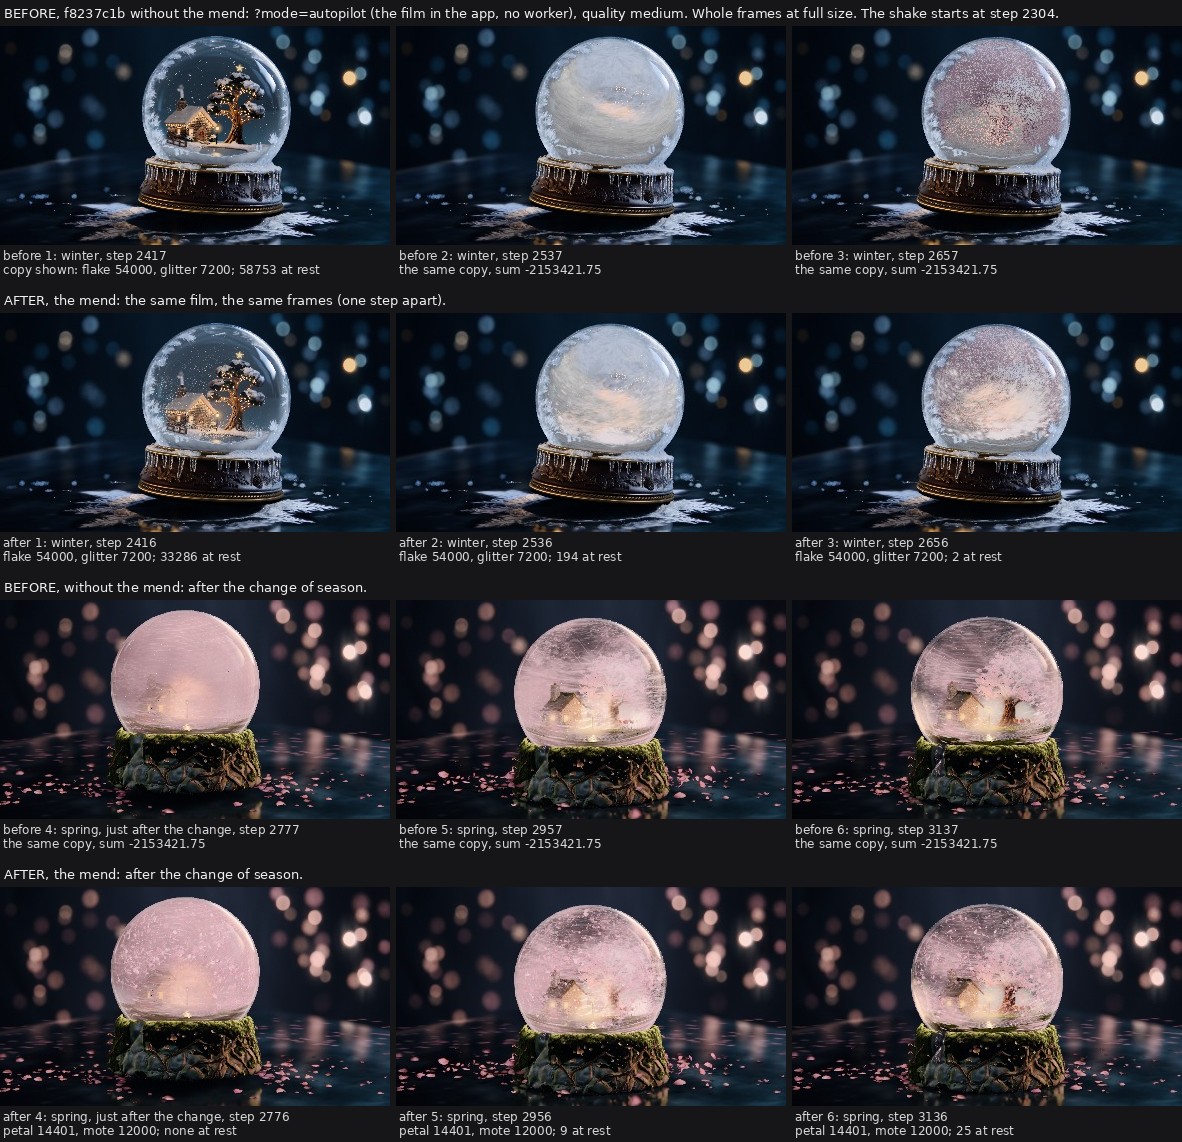 BEFORE, f8237c1b without the mend: ?mode=autopilot (the film in the app, no worker), quality medium. Whole frames at full size. The shake starts at step 2304.
before 1: winter, step 2417
copy shown: flake 54000, glitter 7200; 58753 at rest
before 2: winter, step 2537
the same copy, sum -2153421.75
before 3: winter, step 2657
the same copy, sum -2153421.75
AFTER, the mend: the same film, the same frames (one step apart).
after 1: winter, step 2416
flake 54000, glitter 7200; 33286 at rest
after 2: winter, step 2536
flake 54000, glitter 7200; 194 at rest
after 3: winter, step 2656
flake 54000, glitter 7200; 2 at rest
BEFORE, without the mend: after the change of season.
before 4: spring, just after the change, step 2777
the same copy, sum -2153421.75
before 5: spring, step 2957
the same copy, sum -2153421.75
before 6: spring, step 3137
the same copy, sum -2153421.75
AFTER, the mend: after the change of season.
after 4: spring, just after the change, step 2776
petal 14401, mote 12000; none at rest
after 5: spring, step 2956
petal 14401, mote 12000; 9 at rest
after 6: spring, step 3136
petal 14401, mote 12000; 25 at rest